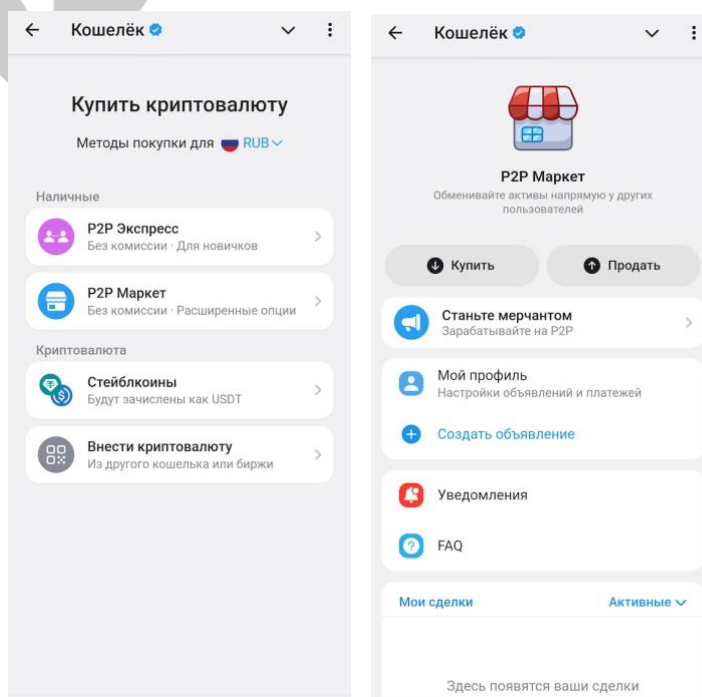 Кошелёк
Купить криптовалюту
Методы покупки для RUB
Наличные
P2P Экспресс
Без комиссии · Для новичков
P2P Маркет
Без комиссии · Расширенные опции
Криптовалюта
Стейблкоины
Будут зачислены как USDT
Внести криптовалюту
Из другого кошелька или биржи
Кошелёк
P2P Маркет
Обменивайте активы напрямую у других
пользователей
Купить
Продать
Станьте мерчантом
Зарабатывайте на P2P
Мой профиль
Настройки объявлений и платежей
Создать объявление
Уведомления
FAQ
Мои сделки
Активные
Здесь появятся ваши сделки